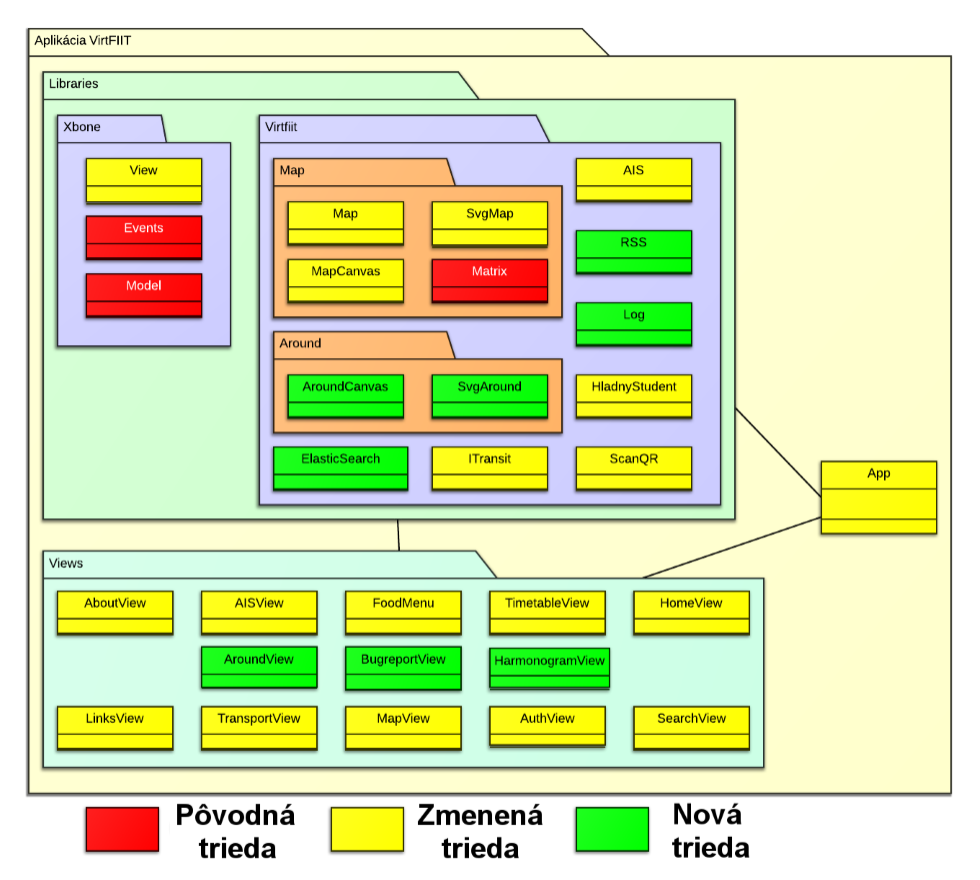 Aplikácia VirtFIIT
Libraries
Xbone
View
Events
Model
Virtfiit
Map
Map
SvgMap
MapCanvas
Matrix
Around
AroundCanvas
SvgAround
ElasticSearch
ITransit
AIS
RSS
Log
HladnyStudent
ScanQR
App
Views
AboutView
AISView
FoodMenu
TimetableView
HomeView
AroundView
BugreportView
HarmonogramView
LinksView
TransportView
MapView
AuthView
SearchView
Pôvodná
trieda
Zmenená
trieda
Nová
trieda